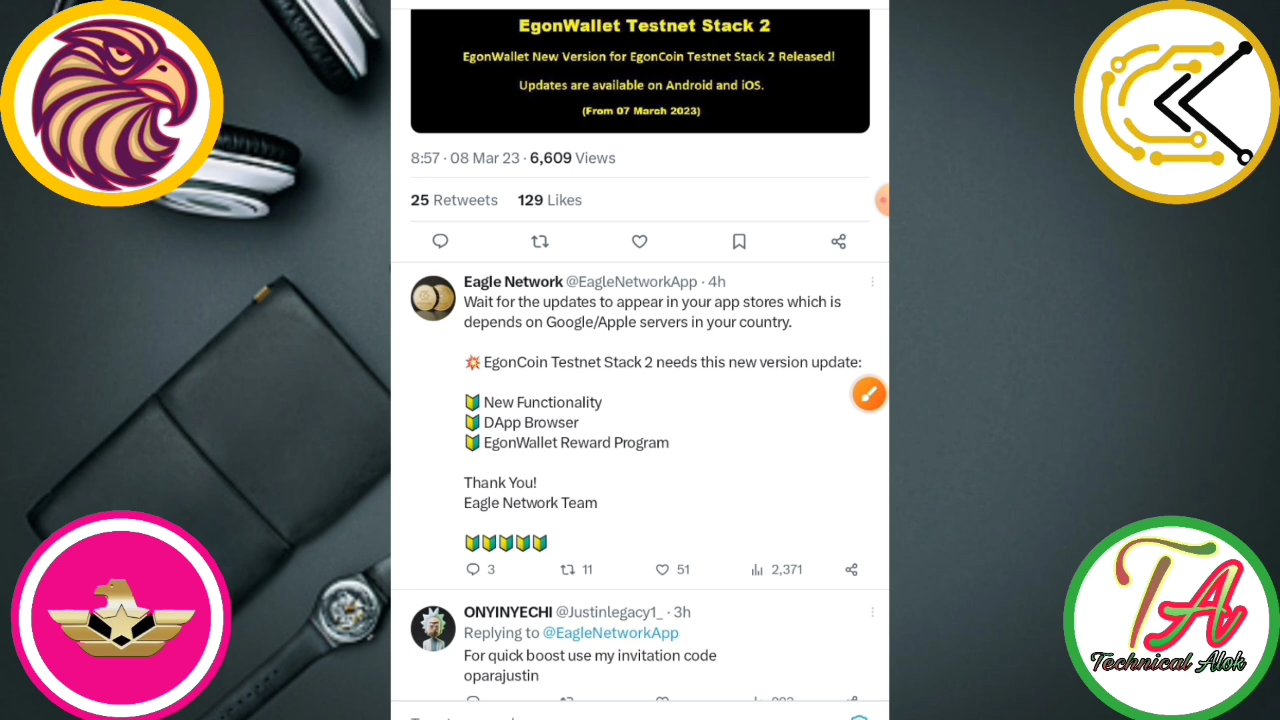 EgonWallet Testnet Stack 2
EgonWallet New Version for EgonCoin Testnet Stack 2 Released!
Updates are available on Android and iOS.
(From 07 March 2023)
8:57 · 08 Mar 23 · 6,609 Views
25 Retweets 129 Likes
Eagle Network @EagleNetworkApp · 4h
Wait for the updates to appear in your app stores which is
depends on Google/Apple servers in your country.
💥 EgonCoin Testnet Stack 2 needs this new version update:
🔰 New Functionality
🔰 DApp Browser
🔰 EgonWallet Reward Program
Thank You!
Eagle Network Team
🔰🔰🔰🔰🔰
3 11 51 2,371
ONYINYECHI @Justinlegacy1_ · 3h
Replying to @EagleNetworkApp
For quick boost use my invitation code
oparajustin
TA
Technical Alok